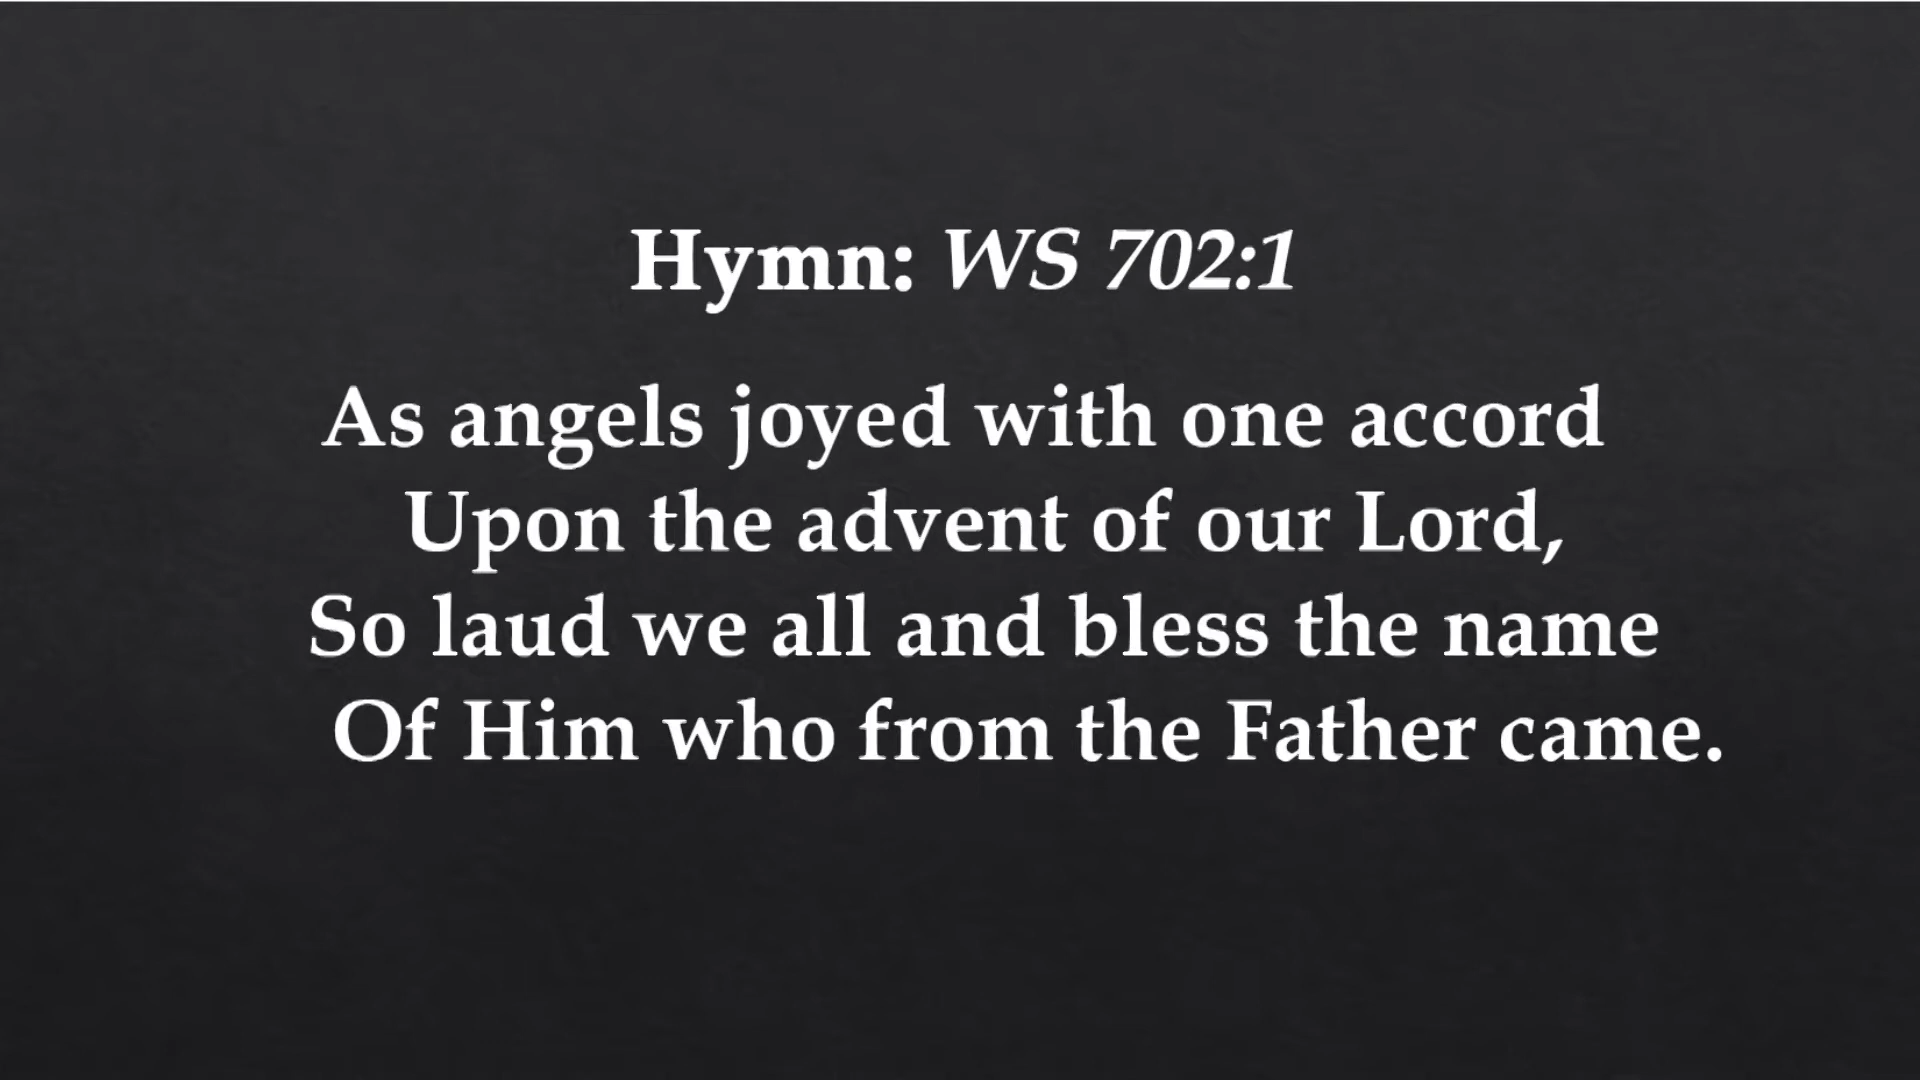 Hymn: WS 702:1
As angels joyed with one accord
Upon the advent of our Lord,
So laud we all and bless the name
Of Him who from the Father came.